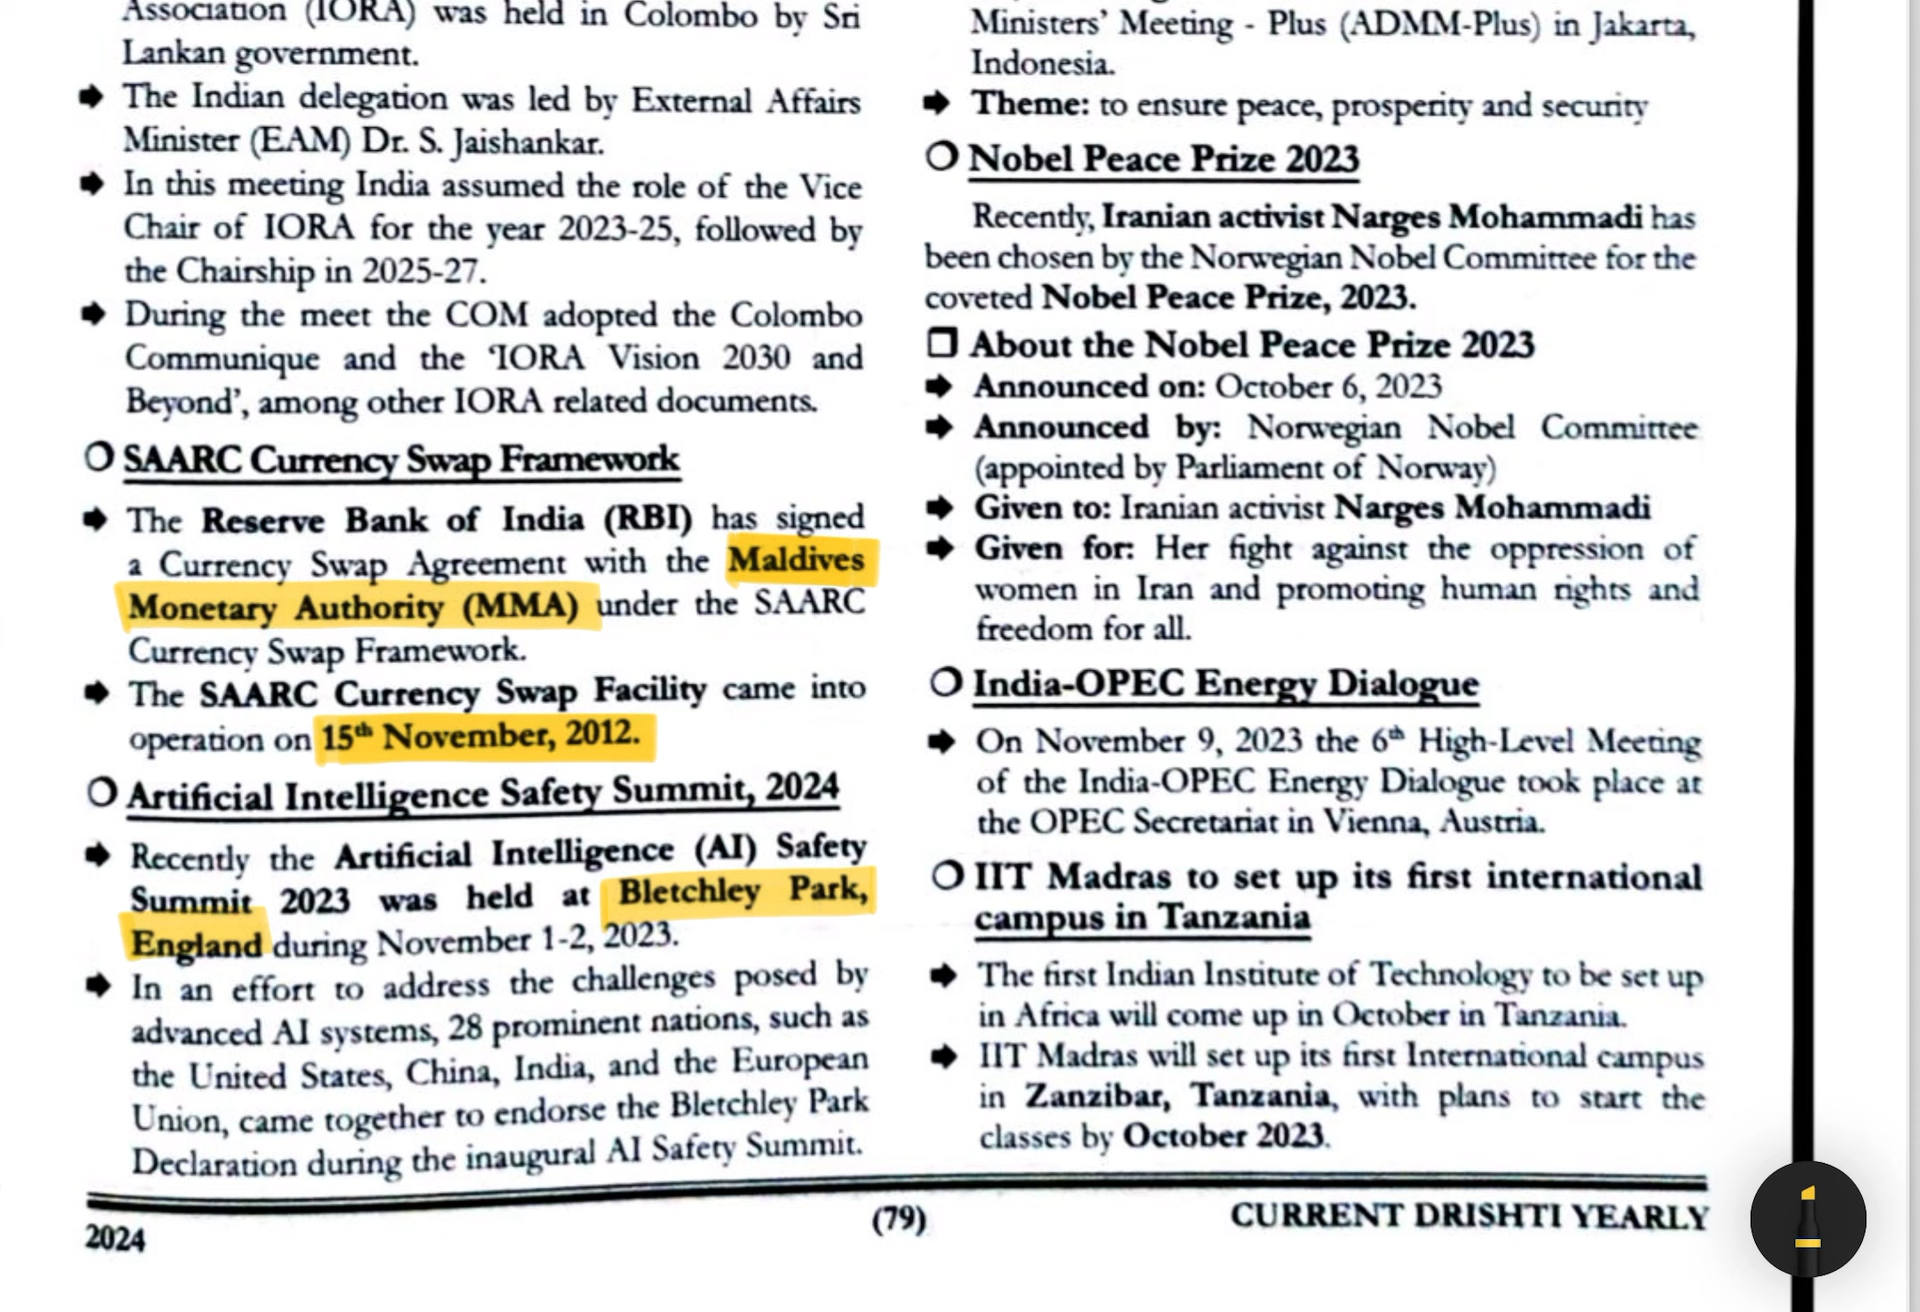 Association (IORA) was held in Colombo by Sri
Lankan government.
➡ The Indian delegation was led by External Affairs
Minister (EAM) Dr. S. Jaishankar.
➡ In this meeting India assumed the role of the Vice
Chair of IORA for the year 2023-25, followed by
the Chairship in 2025-27.
➡ During the meet the COM adopted the Colombo
Communique and the ‘IORA Vision 2030 and
Beyond’, among other IORA related documents.
○ SAARC Currency Swap Framework
➡ The Reserve Bank of India (RBI) has signed
a Currency Swap Agreement with the Maldives
Monetary Authority (MMA) under the SAARC
Currency Swap Framework.
➡ The SAARC Currency Swap Facility came into
operation on 15th November, 2012.
○ Artificial Intelligence Safety Summit, 2024
➡ Recently the Artificial Intelligence (AI) Safety
Summit 2023 was held at Bletchley Park,
England during November 1-2, 2023.
➡ In an effort to address the challenges posed by
advanced AI systems, 28 prominent nations, such as
the United States, China, India, and the European
Union, came together to endorse the Bletchley Park
Declaration during the inaugural AI Safety Summit.
Ministers’ Meeting - Plus (ADMM-Plus) in Jakarta,
Indonesia.
➡ Theme: to ensure peace, prosperity and security
○ Nobel Peace Prize 2023
Recently, Iranian activist Narges Mohammadi has
been chosen by the Norwegian Nobel Committee for the
coveted Nobel Peace Prize, 2023.
❒ About the Nobel Peace Prize 2023
➡ Announced on: October 6, 2023
➡ Announced by: Norwegian Nobel Committee
(appointed by Parliament of Norway)
➡ Given to: Iranian activist Narges Mohammadi
➡ Given for: Her fight against the oppression of
women in Iran and promoting human rights and
freedom for all.
○ India-OPEC Energy Dialogue
➡ On November 9, 2023 the 6th High-Level Meeting
of the India-OPEC Energy Dialogue took place at
the OPEC Secretariat in Vienna, Austria.
○ IIT Madras to set up its first international
campus in Tanzania
➡ The first Indian Institute of Technology to be set up
in Africa will come up in October in Tanzania.
➡ IIT Madras will set up its first International campus
in Zanzibar, Tanzania, with plans to start the
classes by October 2023.
2024
(79)
CURRENT DRISHTI YEARLY